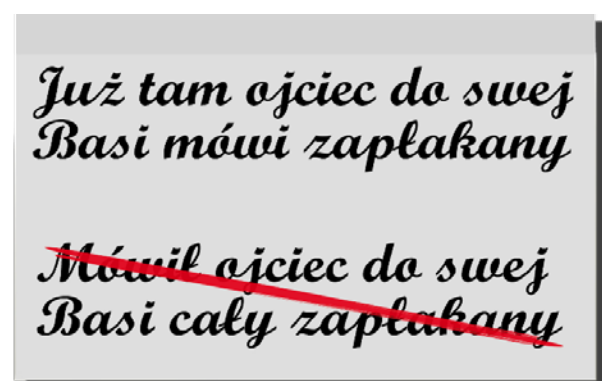 Już tam ojciec do swej
Basi mówi zapłakany
Mówił ojciec do swej
Basi cały zapłakany